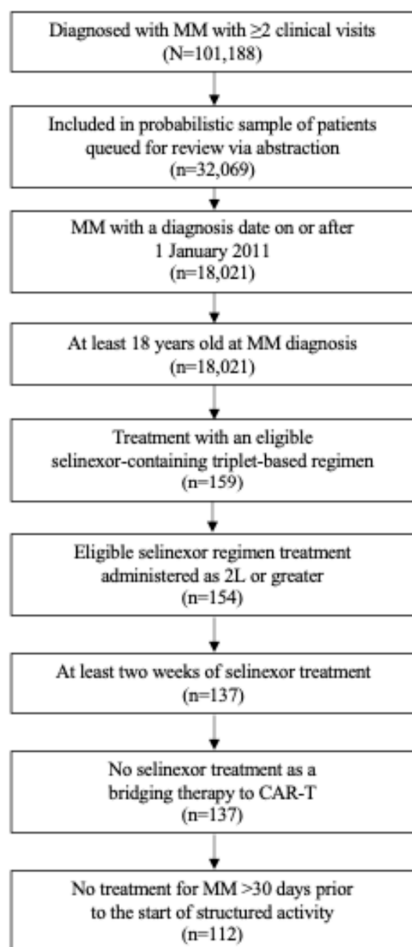 Diagnosed with MM with ≥2 clinical visits
(N=101,188)
Included in probabilistic sample of patients
queued for review via abstraction
(n=32,069)
MM with a diagnosis date on or after
1 January 2011
(n=18,021)
At least 18 years old at MM diagnosis
(n=18,021)
Treatment with an eligible
selinexor-containing triplet-based regimen
(n=159)
Eligible selinexor regimen treatment
administered as 2L or greater
(n=154)
At least two weeks of selinexor treatment
(n=137)
No selinexor treatment as a
bridging therapy to CAR-T
(n=137)
No treatment for MM >30 days prior
to the start of structured activity
(n=112)